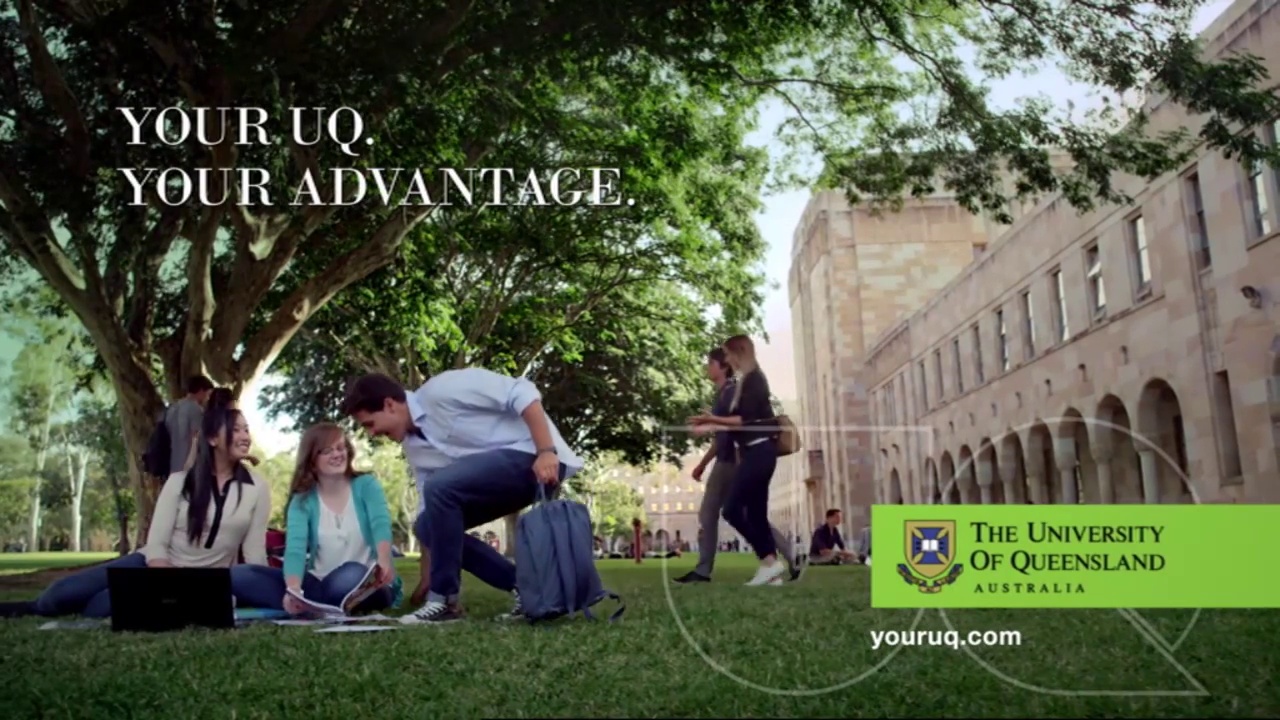 YOUR UQ.
YOUR ADVANTAGE.
THE UNIVERSITY
OF QUEENSLAND
AUSTRALIA
youruq.com